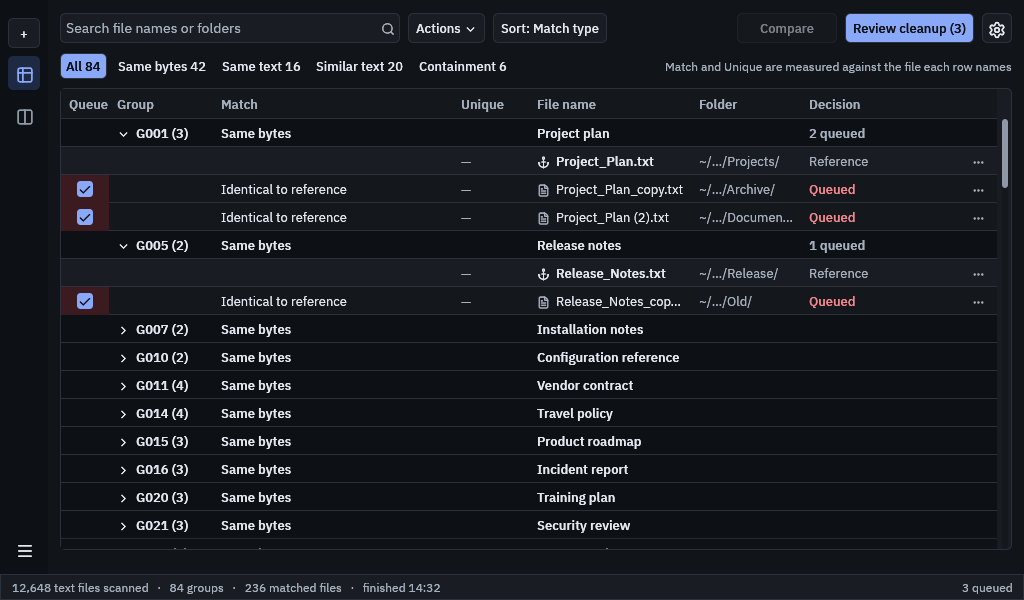 +
Search file names or folders
Actions
Sort: Match type
Compare
Review cleanup (3)
All 84
Same bytes 42
Same text 16
Similar text 20
Containment 6
Match and Unique are measured against the file each row names
Queue Group Match Unique File name Folder Decision
G001 (3) Same bytes Project plan 2 queued
— Project_Plan.txt ~/.../Projects/ Reference ...
Identical to reference — Project_Plan_copy.txt ~/.../Archive/ Queued ...
Identical to reference — Project_Plan (2).txt ~/.../Documen... Queued ...
G005 (2) Same bytes Release notes 1 queued
— Release_Notes.txt ~/.../Release/ Reference ...
Identical to reference — Release_Notes_cop... ~/.../Old/ Queued ...
G007 (2) Same bytes Installation notes
G010 (2) Same bytes Configuration reference
G011 (4) Same bytes Vendor contract
G014 (4) Same bytes Travel policy
G015 (3) Same bytes Product roadmap
G016 (3) Same bytes Incident report
G020 (3) Same bytes Training plan
G021 (3) Same bytes Security review
12,648 text files scanned · 84 groups · 236 matched files · finished 14:32
3 queued